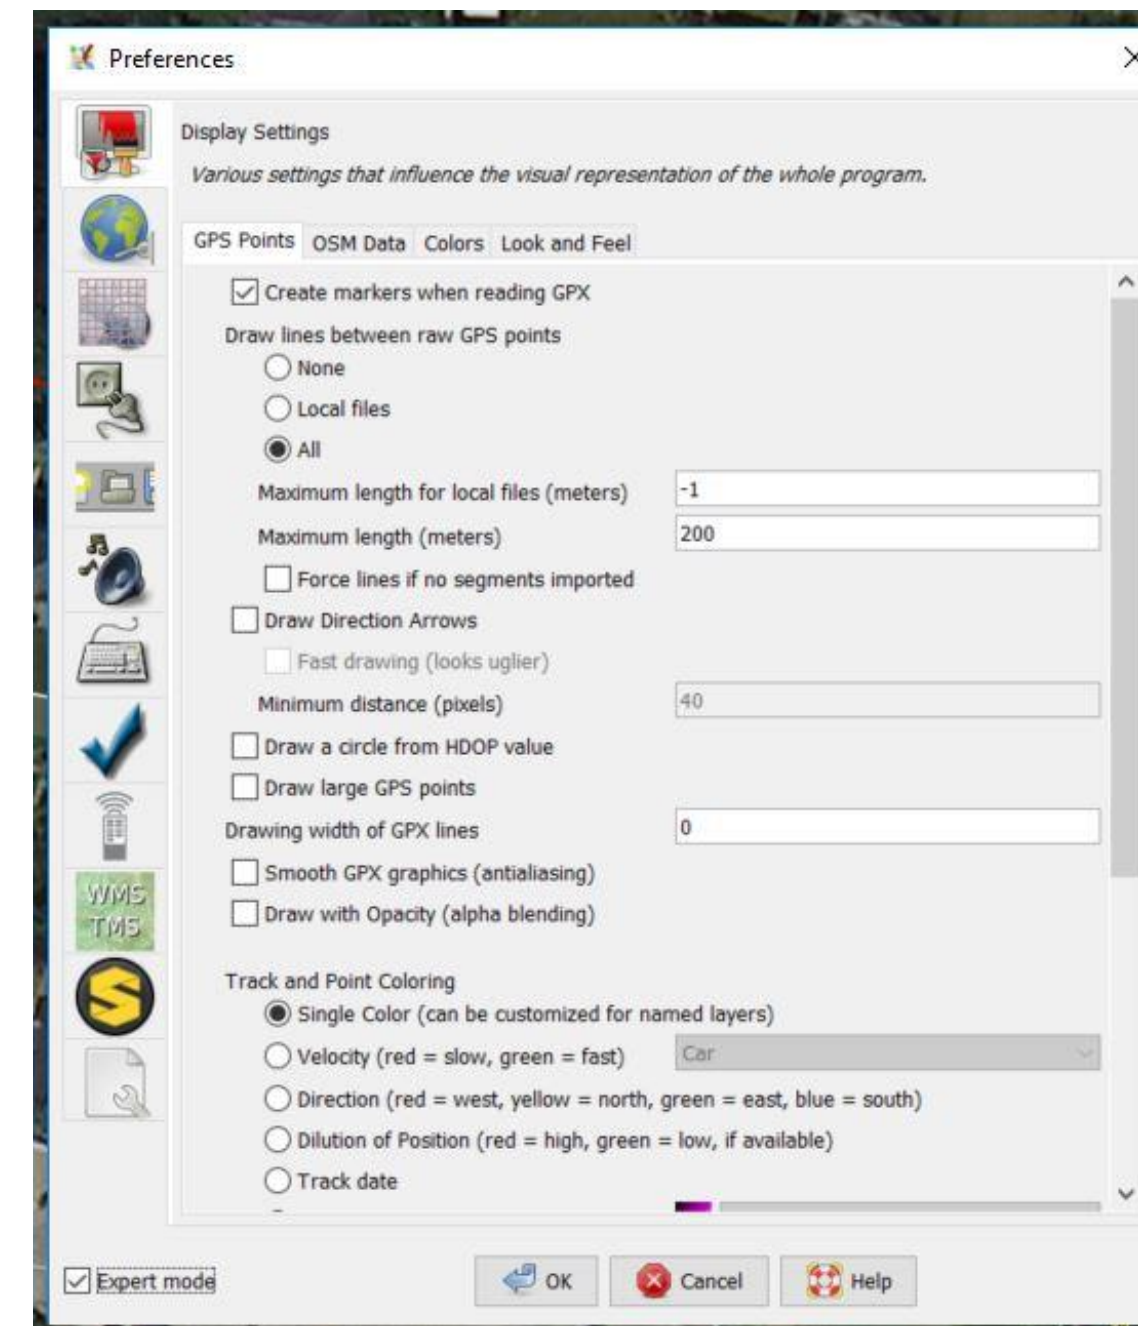 Preferences
Display Settings
Various settings that influence the visual representation of the whole program.
GPS Points OSM Data Colors Look and Feel
Create markers when reading GPX
Draw lines between raw GPS points
None
Local files
All
Maximum length for local files (meters) -1
Maximum length (meters) 200
Force lines if no segments imported
Draw Direction Arrows
Fast drawing (looks uglier)
Minimum distance (pixels) 40
Draw a circle from HDOP value
Draw large GPS points
Drawing width of GPX lines 0
Smooth GPX graphics (antialiasing)
Draw with Opacity (alpha blending)
WMS
TMS
Track and Point Coloring
Single Color (can be customized for named layers)
Velocity (red = slow, green = fast) Car
Direction (red = west, yellow = north, green = east, blue = south)
Dilution of Position (red = high, green = low, if available)
Track date
Expert mode OK Cancel Help